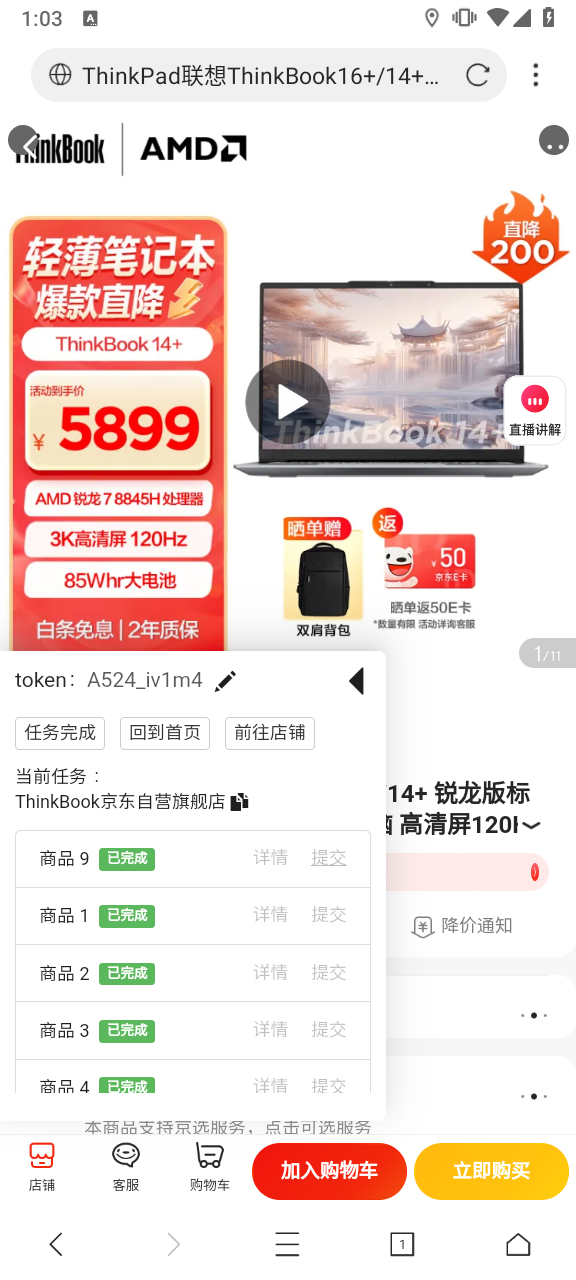 1:03
A
ThinkPad联想ThinkBook16+/14+...
ThinkBook
AMD
直降
200
轻薄笔记本
爆款直降
ThinkBook 14+
活动到手价
¥ 5899
AMD 锐龙 7 8845H 处理器
3K高清屏 120Hz
85Whr大电池
白条免息 | 2年质保
ThinkBook 14+
直播讲解
晒单赠
双肩背包
返
¥ 50
京东E卡
晒单返50E卡
*数量有限 活动详询客服
1/11
token： A524_iv1m4
任务完成
回到首页
前往店铺
当前任务：
ThinkBook京东自营旗舰店
14+ 锐龙版标
高清屏120
降价通知
商品 9 已完成 详情 提交
商品 1 已完成 详情 提交
商品 2 已完成 详情 提交
商品 3 已完成 详情 提交
商品 4 已完成 详情 提交
本商品支持京选服务，点击可选服务
店铺
客服
购物车
加入购物车
立即购买
1